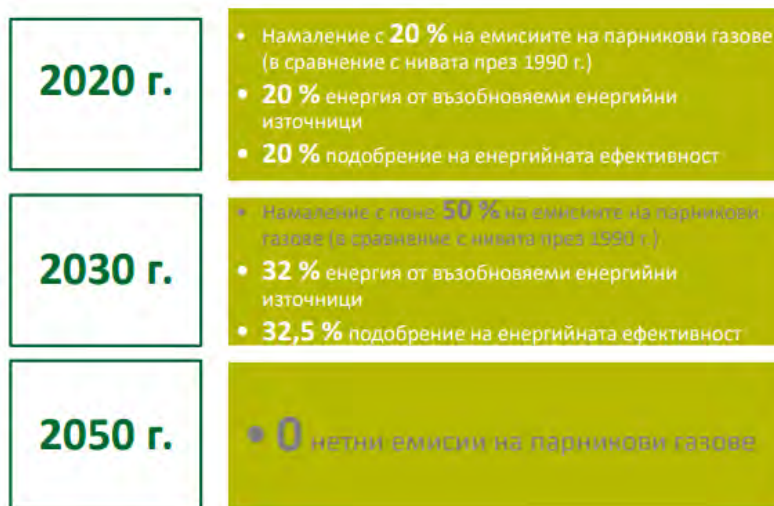 2020 г.
• Намаление с 20 % на емисиите на парникови газове
(в сравнение с нивата през 1990 г.)
• 20 % енергия от възобновяеми енергийни
източници
• 20 % подобрение на енергийната ефективност
2030 г.
• Намаление с поне 50 % на емисиите на парникови
газове (в сравнение с нивата през 1990 г.)
• 32 % енергия от възобновяеми енергийни
източници
• 32,5 % подобрение на енергийната ефективност
2050 г.
• 0 нетни емисии на парникови газове